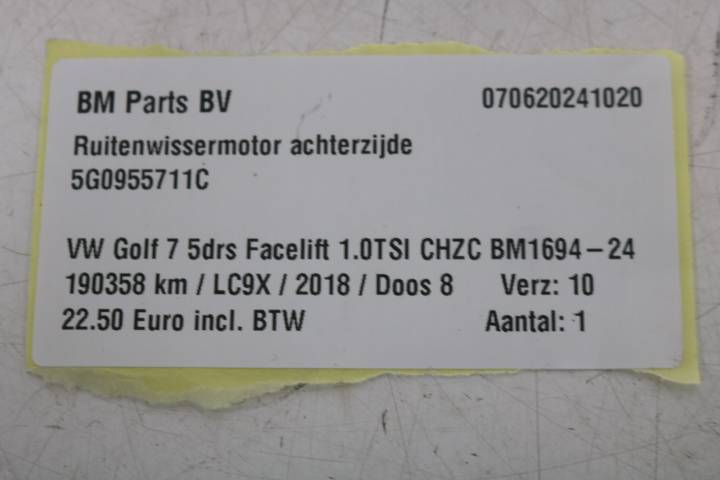 BM Parts BV 070620241020
Ruitenwissermotor achterzijde
5G0955711C
VW Golf 7 5drs Facelift 1.0TSI CHZC BM1694-24
190358 km / LC9X / 2018 / Doos 8 Verz: 10
22.50 Euro incl. BTW Aantal: 1